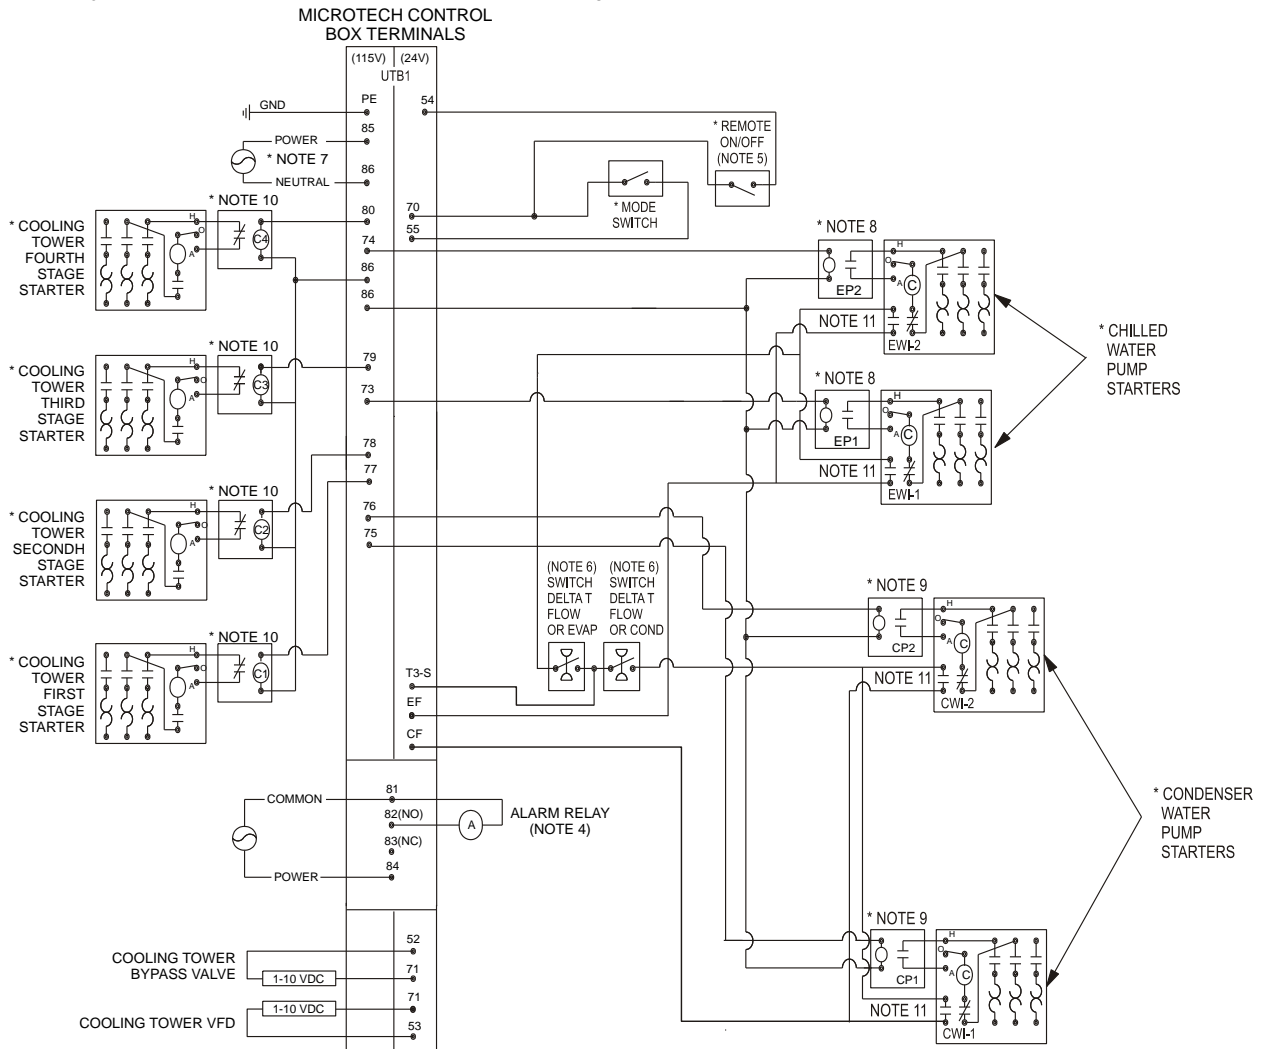 MICROTECH CONTROL
BOX TERMINALS
(115V) (24V)
UTB1
GND
PE
54
85
POWER
* NOTE 7
86
NEUTRAL
* REMOTE
ON/OFF
(NOTE 5)
* MODE
SWITCH
* COOLING
TOWER
FOURTH
STAGE
STARTER
H
O
A
* NOTE 10
C4
80
70
74
55
86
86
* NOTE 8
EP2
H
O
A
C
NOTE 11
EWI-2
* CHILLED
WATER
PUMP
STARTERS
* COOLING
TOWER
THIRD
STAGE
STARTER
H
O
A
* NOTE 10
C3
79
73
* NOTE 8
EP1
H
O
A
C
NOTE 11
EWI-1
78
77
* COOLING
TOWER
SECONDH
STAGE
STARTER
H
O
A
* NOTE 10
C2
76
75
(NOTE 6)
SWITCH
DELTA T
FLOW
OR EVAP
(NOTE 6)
SWITCH
DELTA T
FLOW
OR COND
* NOTE 9
CP2
H
O
A
C
NOTE 11
CWI-2
* COOLING
TOWER
FIRST
STAGE
STARTER
H
O
A
* NOTE 10
C1
T3-S
EF
CF
COMMON
81
82(NO)
A
ALARM RELAY
(NOTE 4)
83(NC)
84
POWER
* CONDENSER
WATER
PUMP
STARTERS
* NOTE 9
CP1
H
O
A
C
NOTE 11
CWI-1
COOLING TOWER
BYPASS VALVE
52
1-10 VDC
71
71
1-10 VDC
COOLING TOWER VFD
53